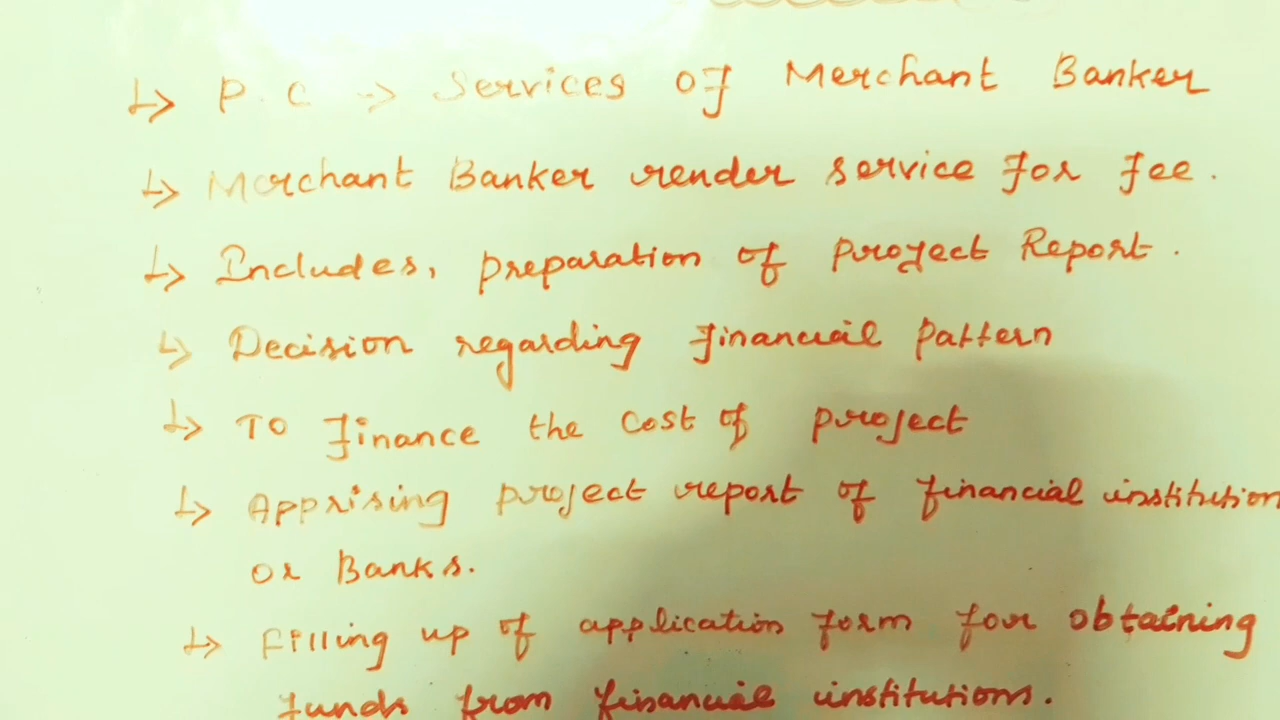 ↳ P.C → Services of Merchant Banker
↳ Merchant Banker render service for fee.
↳ Includes, preparation of project Report.
↳ Decision regarding financial pattern
↳ To finance the cost of project
↳ Apprising project report of financial institution
or Banks.
↳ Filling up of application form for obtaining
funds from financial institutions.